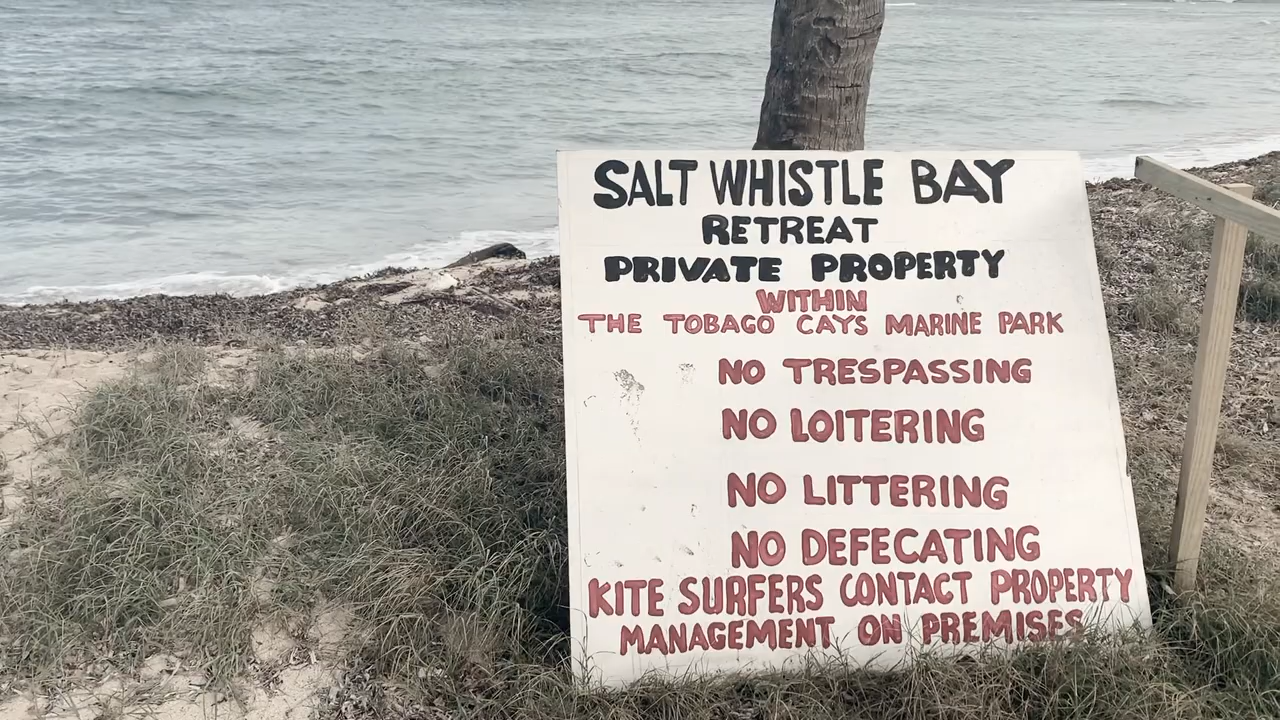 SALT WHISTLE BAY
RETREAT
PRIVATE PROPERTY
WITHIN
THE TOBAGO CAYS MARINE PARK
NO TRESPASSING
NO LOITERING
NO LITTERING
NO DEFECATING
KITE SURFERS CONTACT PROPERTY
MANAGEMENT ON PREMISES